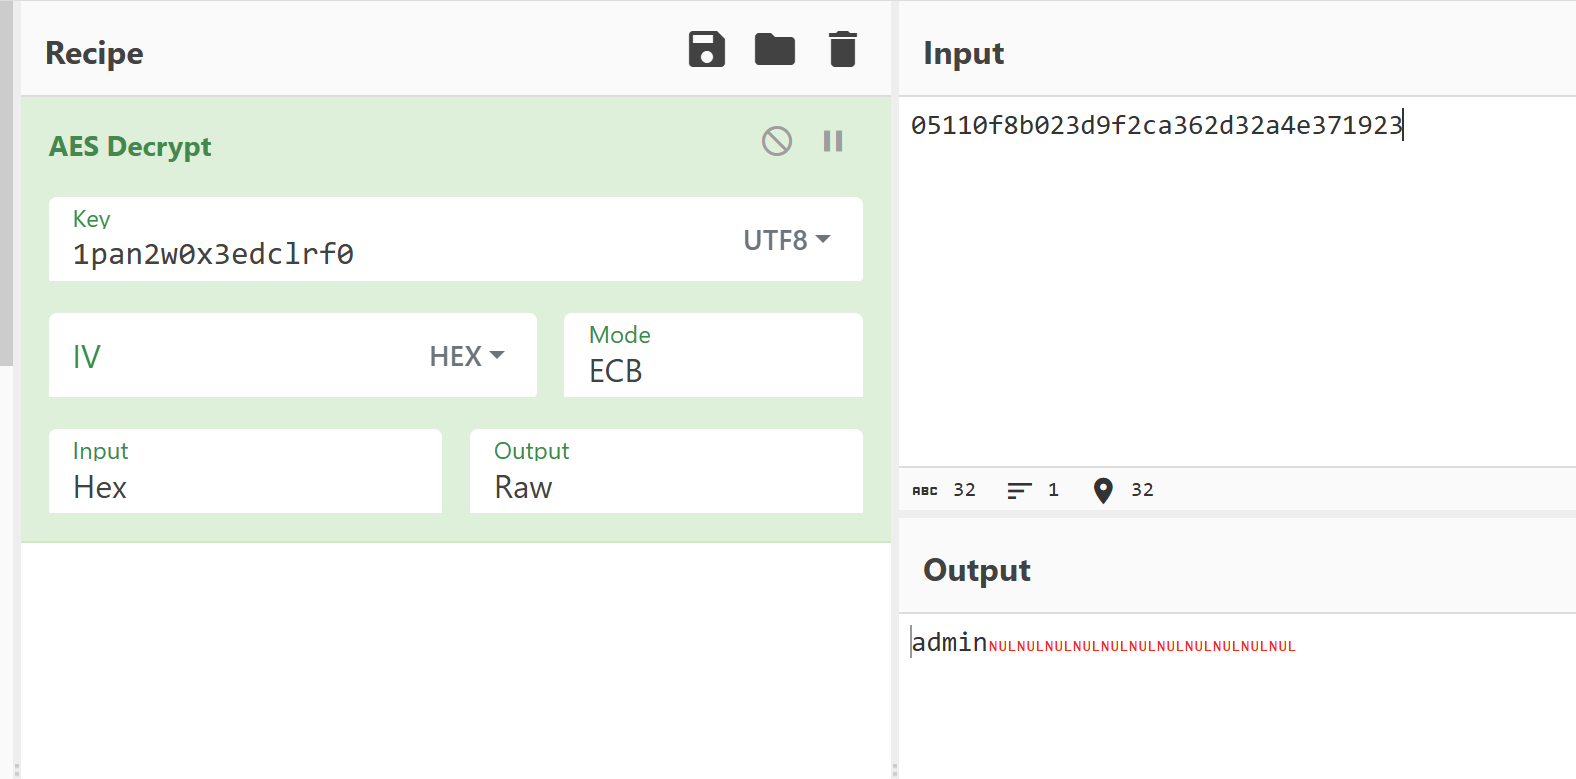 Recipe
AES Decrypt
Key
1pan2w0x3edclrf0
UTF8
IV
HEX
Mode
ECB
Input
Hex
Output
Raw
Input
05110f8b023d9f2ca362d32a4e371923
ABC 32 1 32
Output
adminNULNULNULNULNULNULNULNULNULNULNUL